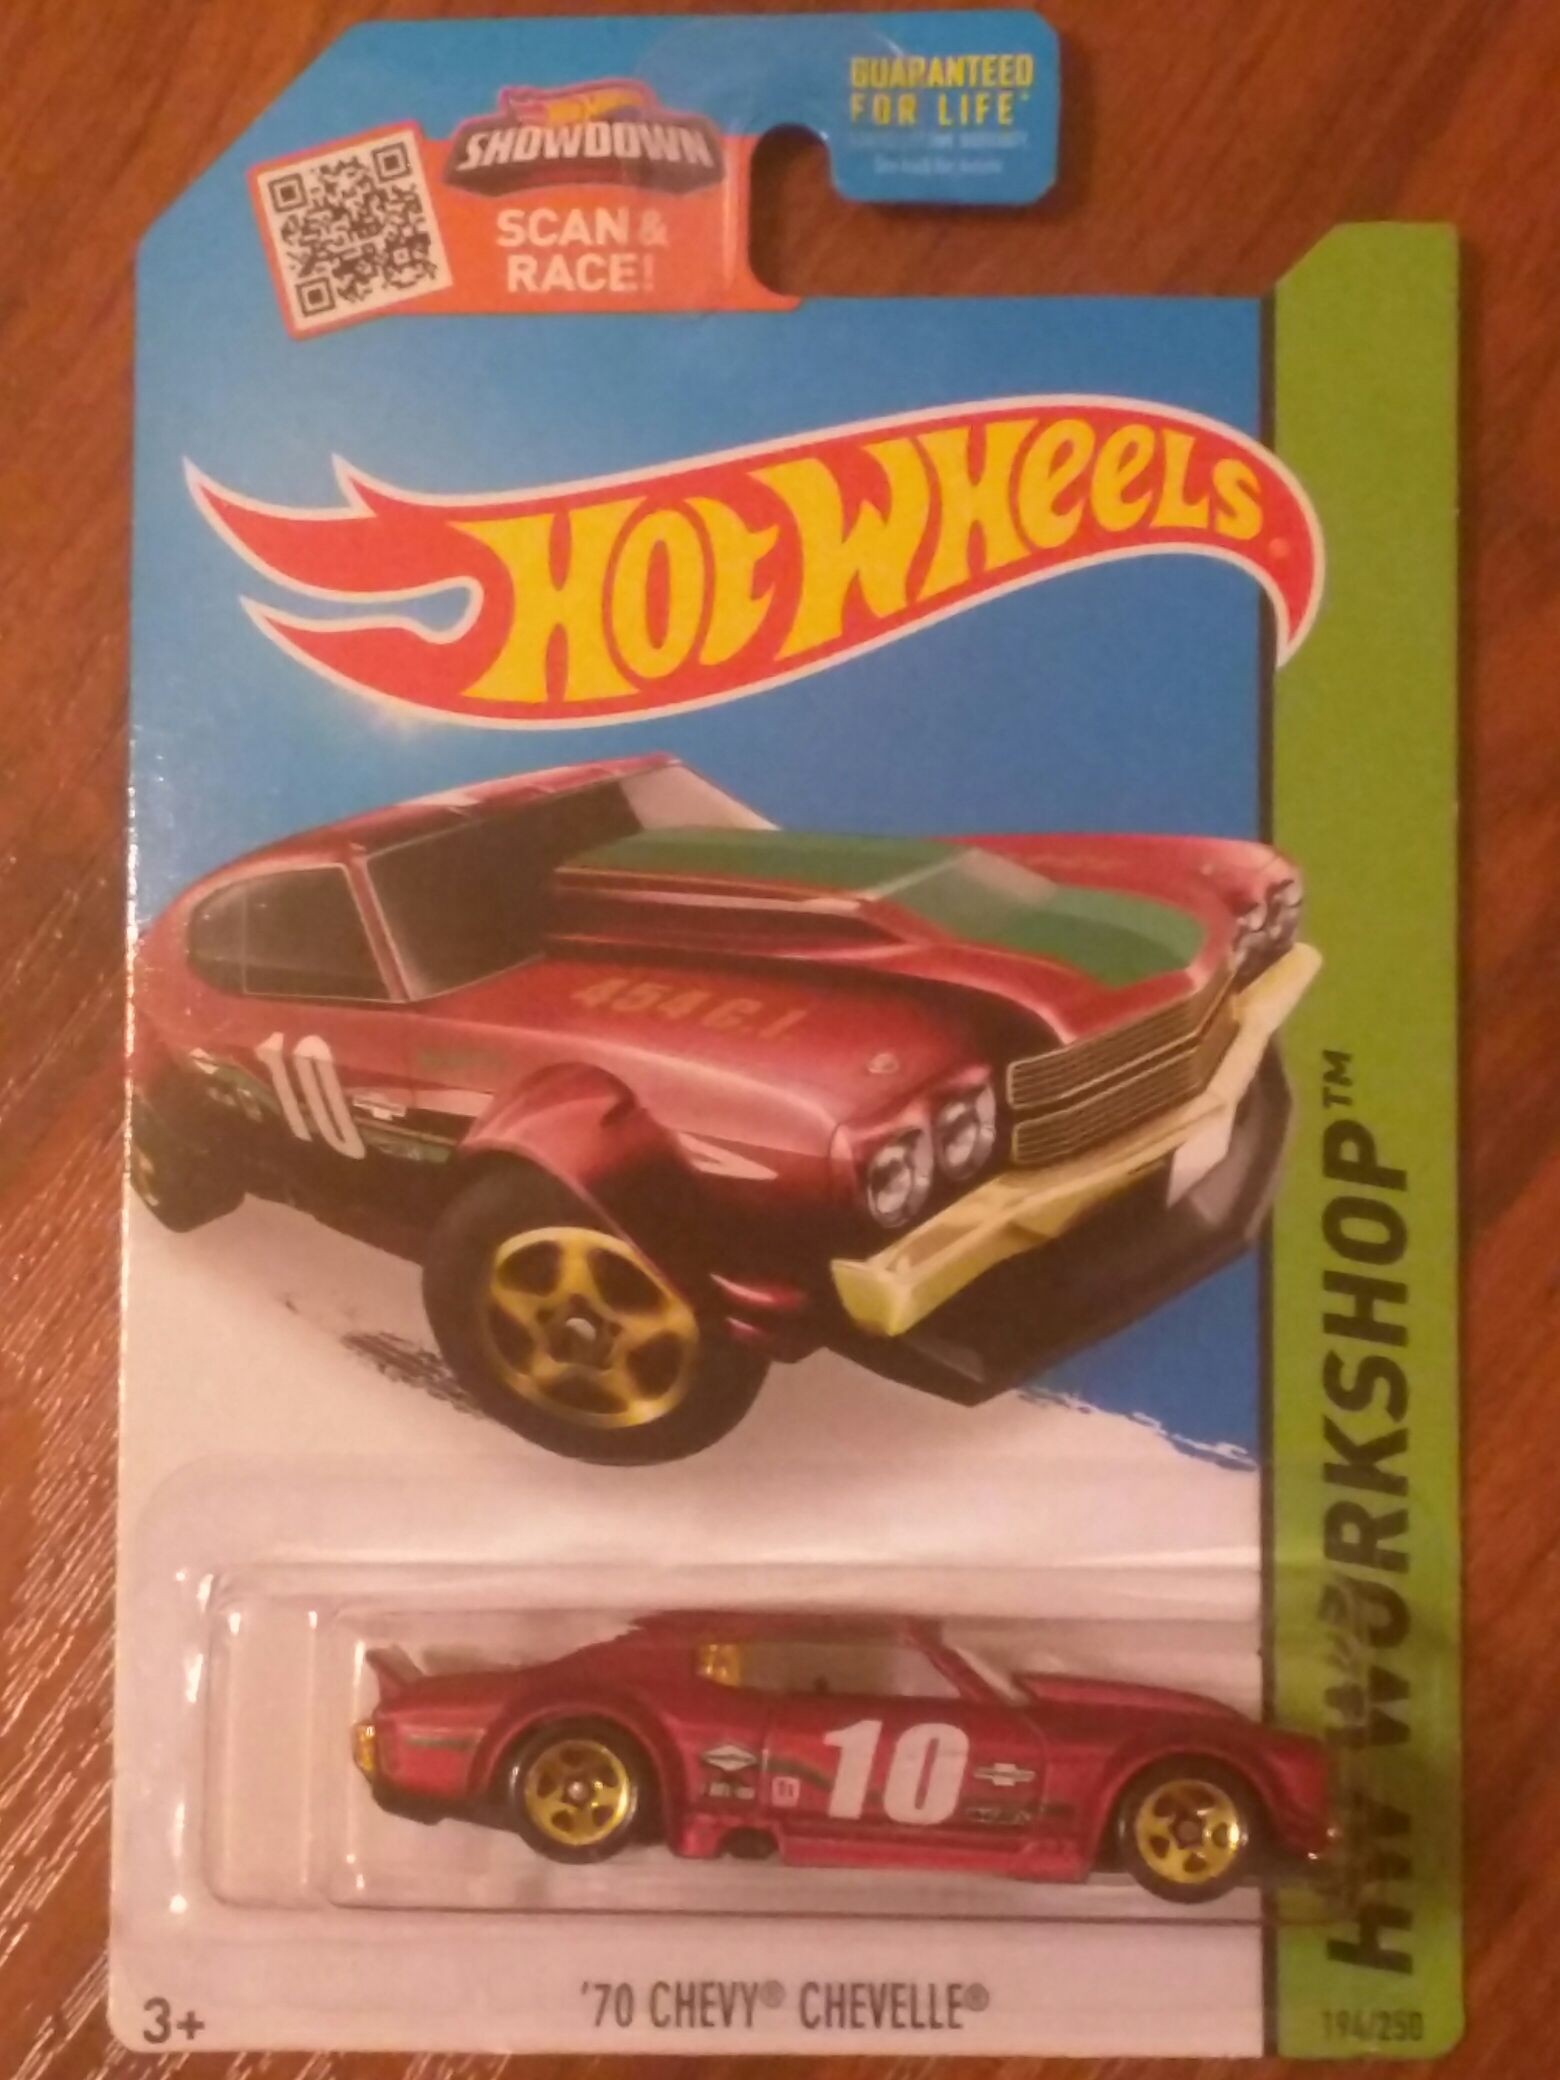 GUARANTEED
FOR LIFE
SHOWDOWN
SCAN &
RACE!
HOT WHEELS
454 C.I.
10
10
'70 CHEVY® CHEVELLE®
3+
HW WORKSHOP™
194/250